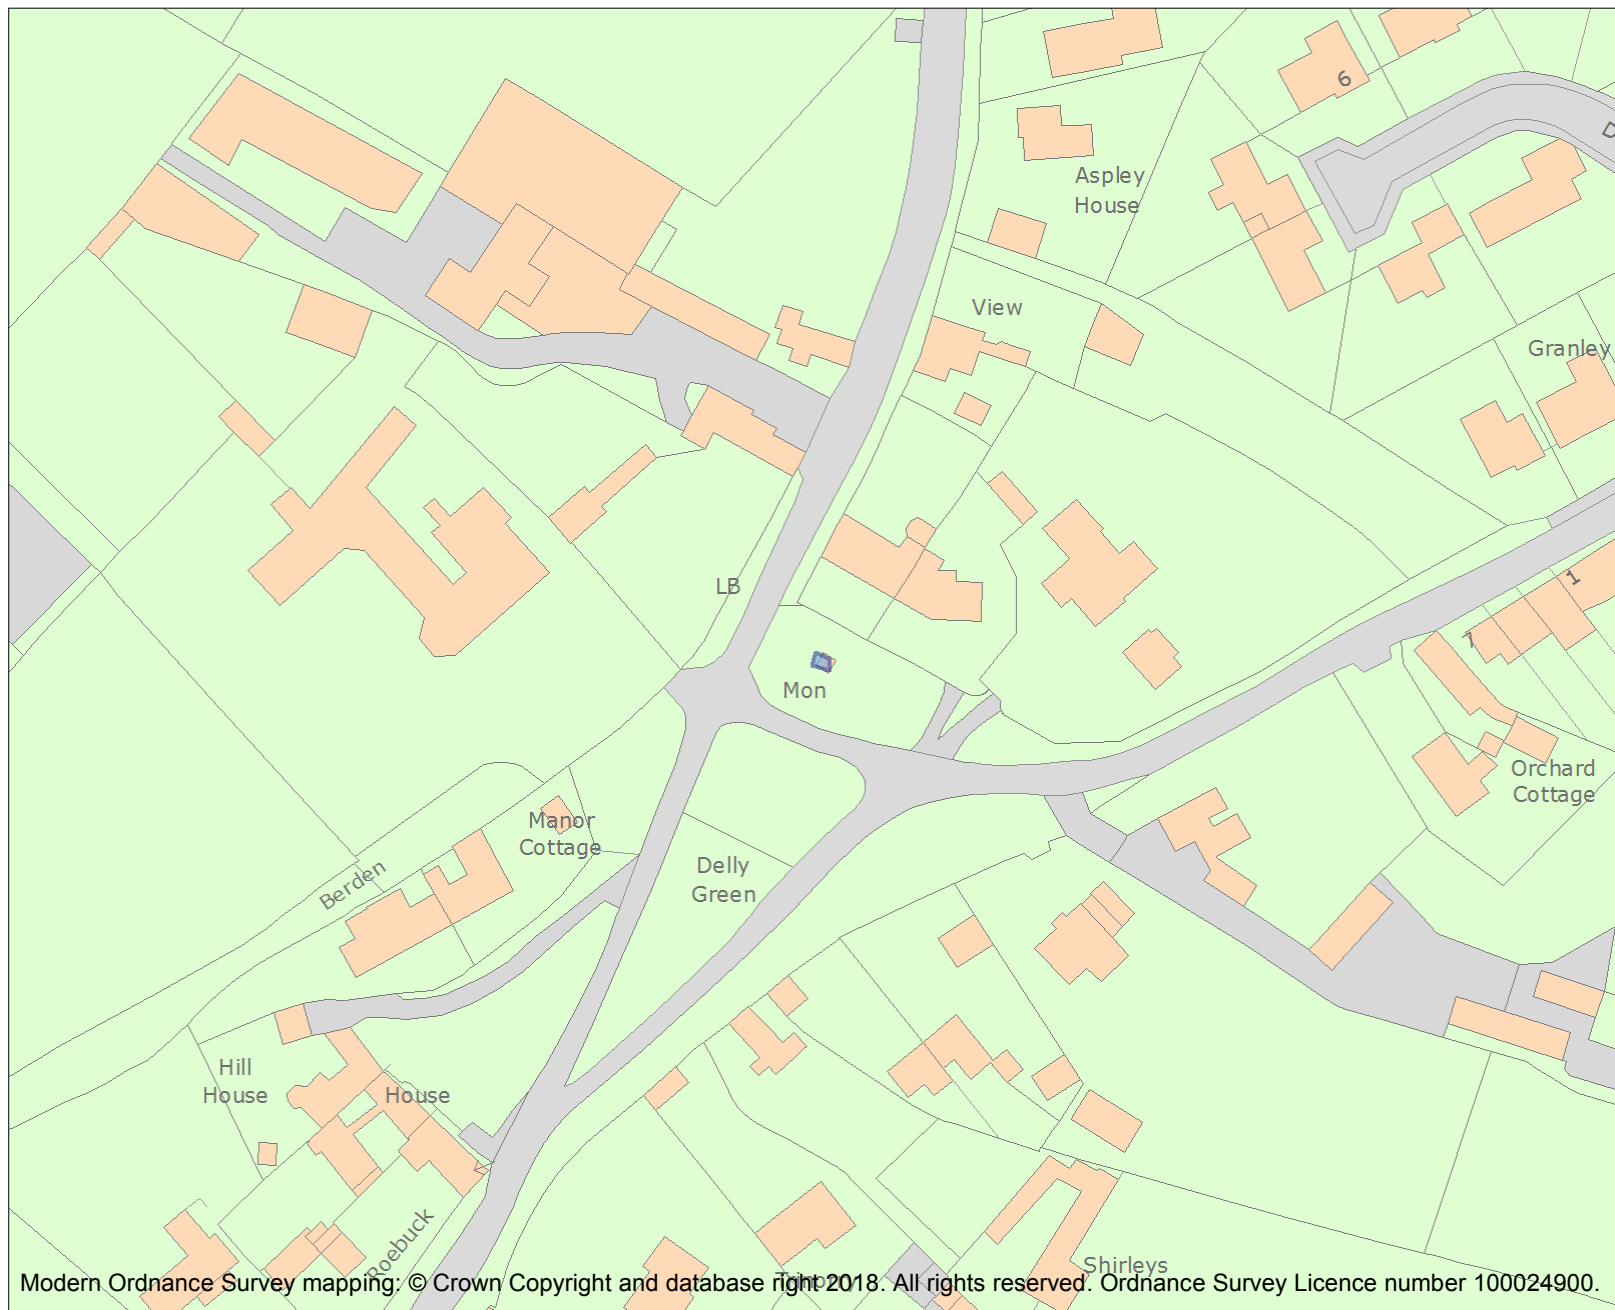 6
D
Aspley
House
View
Granley
LB
1
7
Mon
Orchard
Cottage
Manor
Cottage
Delly
Green
Berden
Hill
House
House
Roebuck
Shirleys
Modern Ordnance Survey mapping: © Crown Copyright and database right 2018. All rights reserved. Ordnance Survey Licence number 100024900.